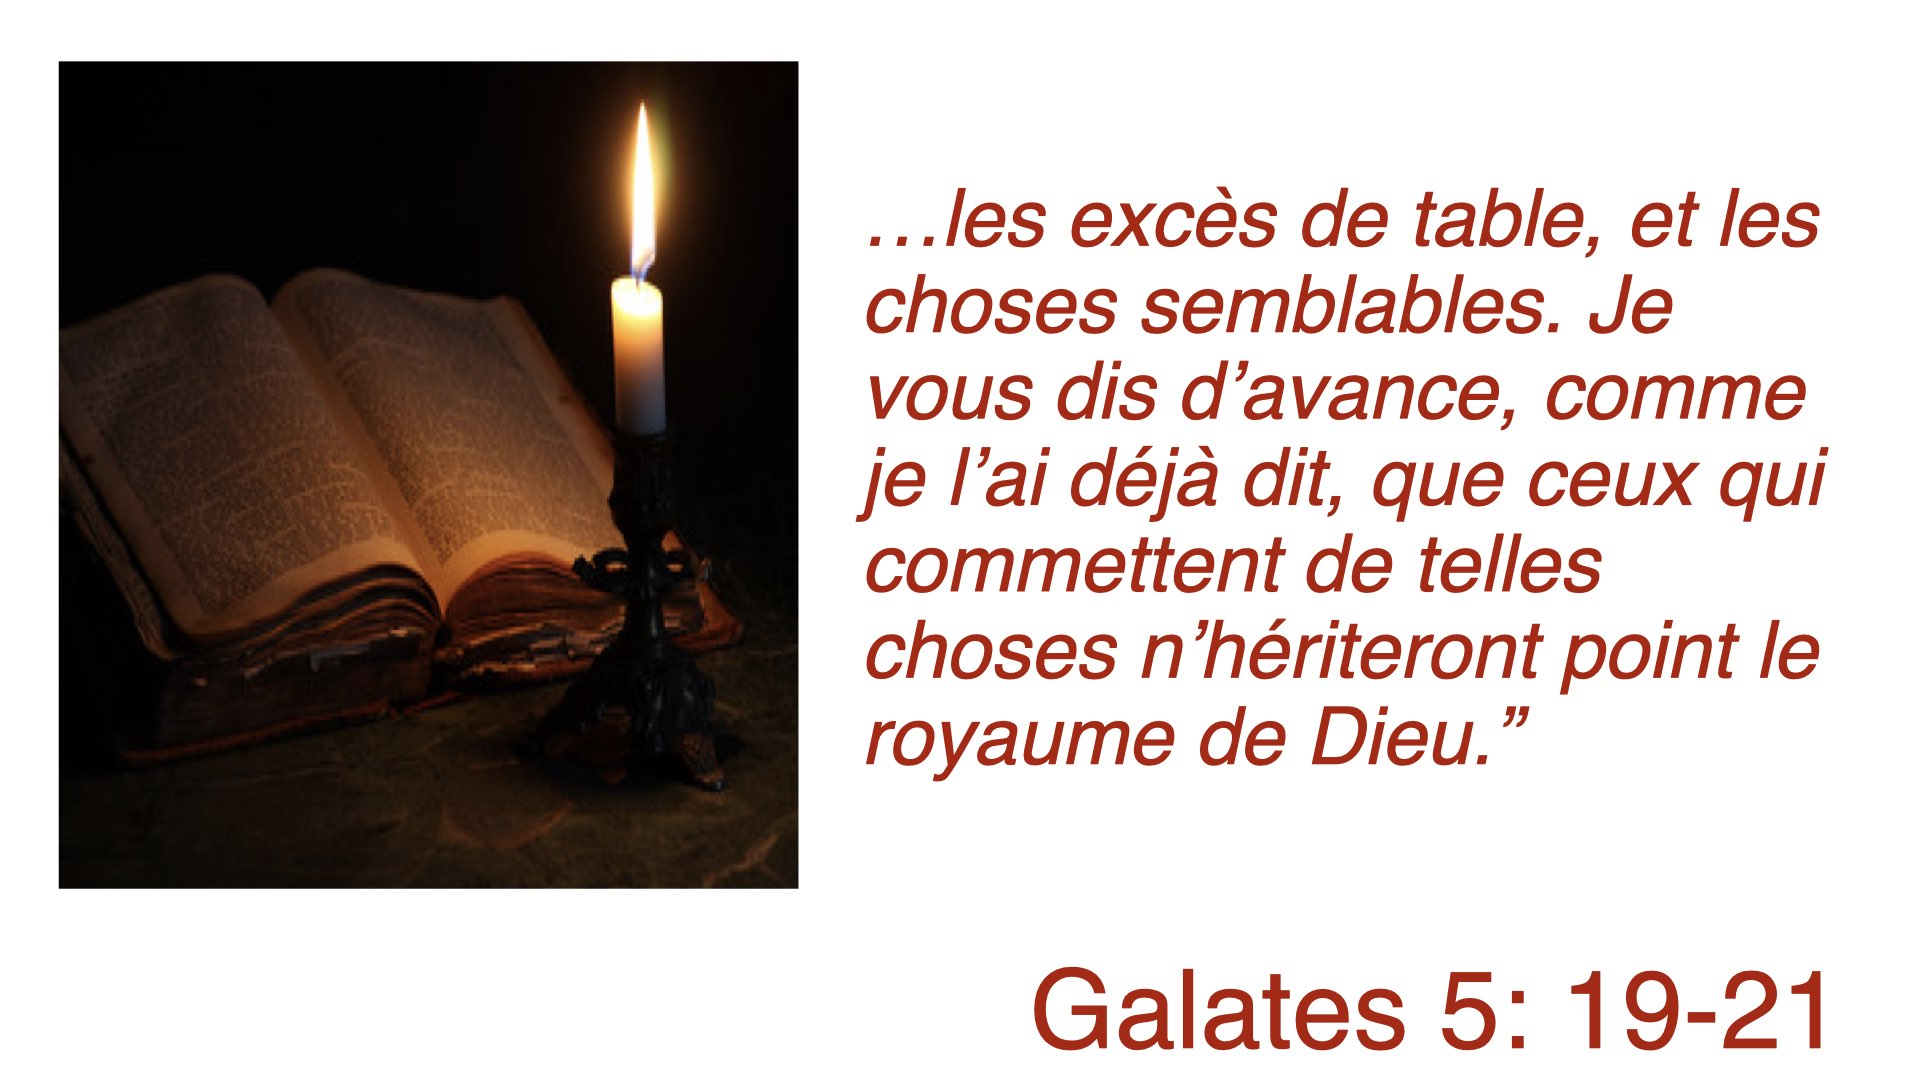 …les excès de table, et les
choses semblables. Je
vous dis d’avance, comme
je l’ai déjà dit, que ceux qui
commettent de telles
choses n’hériteront point le
royaume de Dieu.”
Galates 5: 19-21